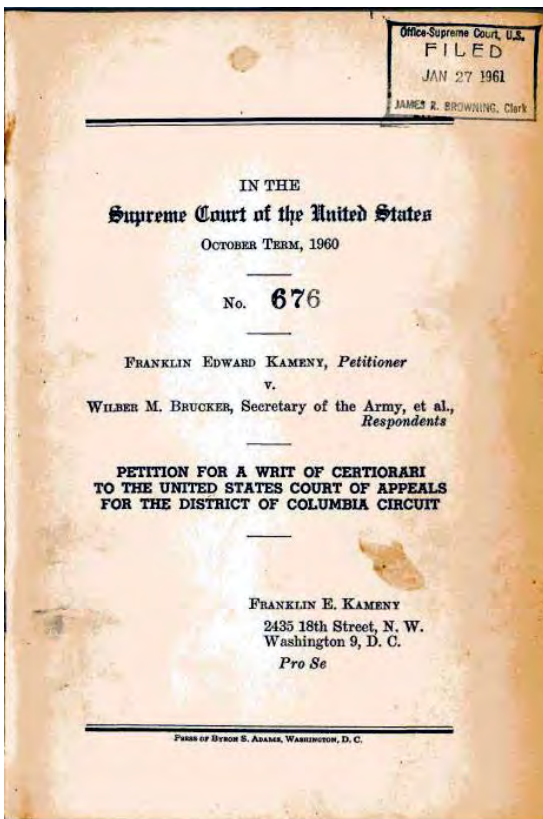 Office-Supreme Court, U.S.
FILED
JAN 27 1961
JAMES R. BROWNING, Clerk
IN THE
Supreme Court of the United States
OCTOBER TERM, 1960
No. 676
FRANKLIN EDWARD KAMENY, Petitioner
v.
WILBER M. BRUCKER, Secretary of the Army, et al.,
Respondents
PETITION FOR A WRIT OF CERTIORARI
TO THE UNITED STATES COURT OF APPEALS
FOR THE DISTRICT OF COLUMBIA CIRCUIT
FRANKLIN E. KAMENY
2435 18th Street, N. W.
Washington 9, D. C.
Pro Se
PRESS OF BYRON S. ADAMS, WASHINGTON, D. C.